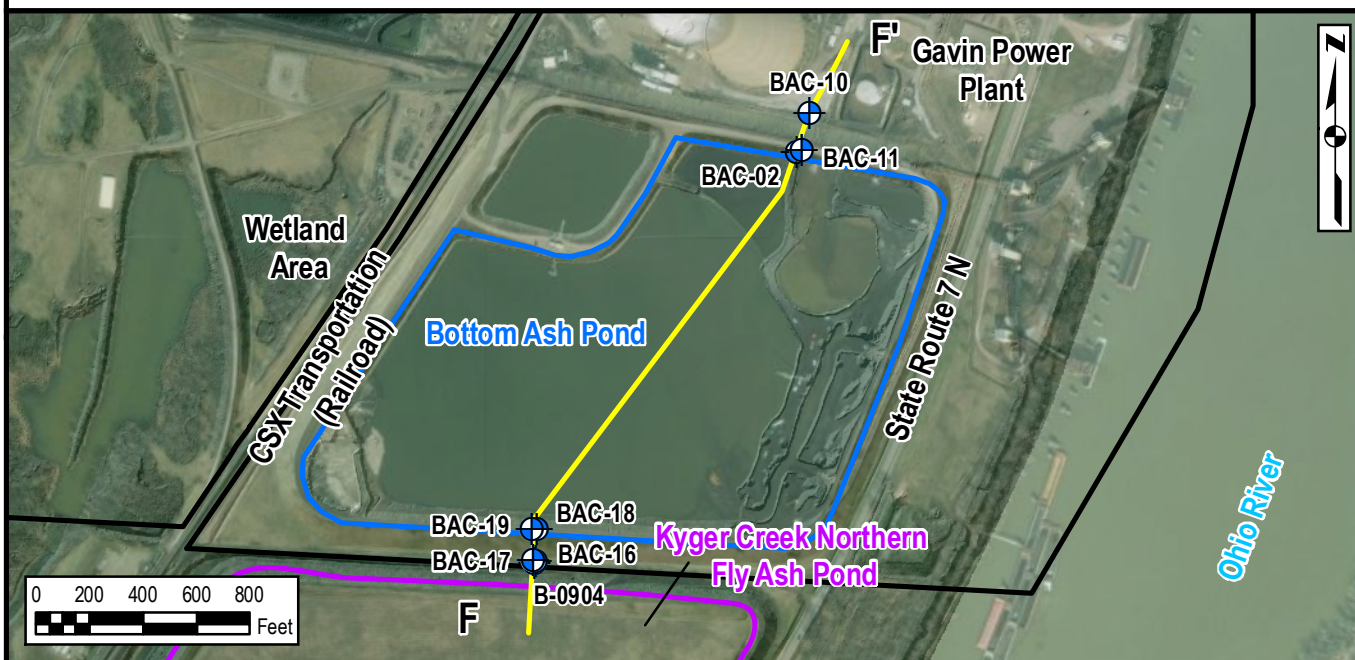 F'
Gavin Power
Plant
N
BAC-10
BAC-11
BAC-02
Wetland
Area
CSX Transportation
(Railroad)
Bottom Ash Pond
State Route 7 N
Ohio River
BAC-19
BAC-18
Kyger Creek Northern
Fly Ash Pond
BAC-17
BAC-16
B-0904
F
0 200 400 600 800
Feet